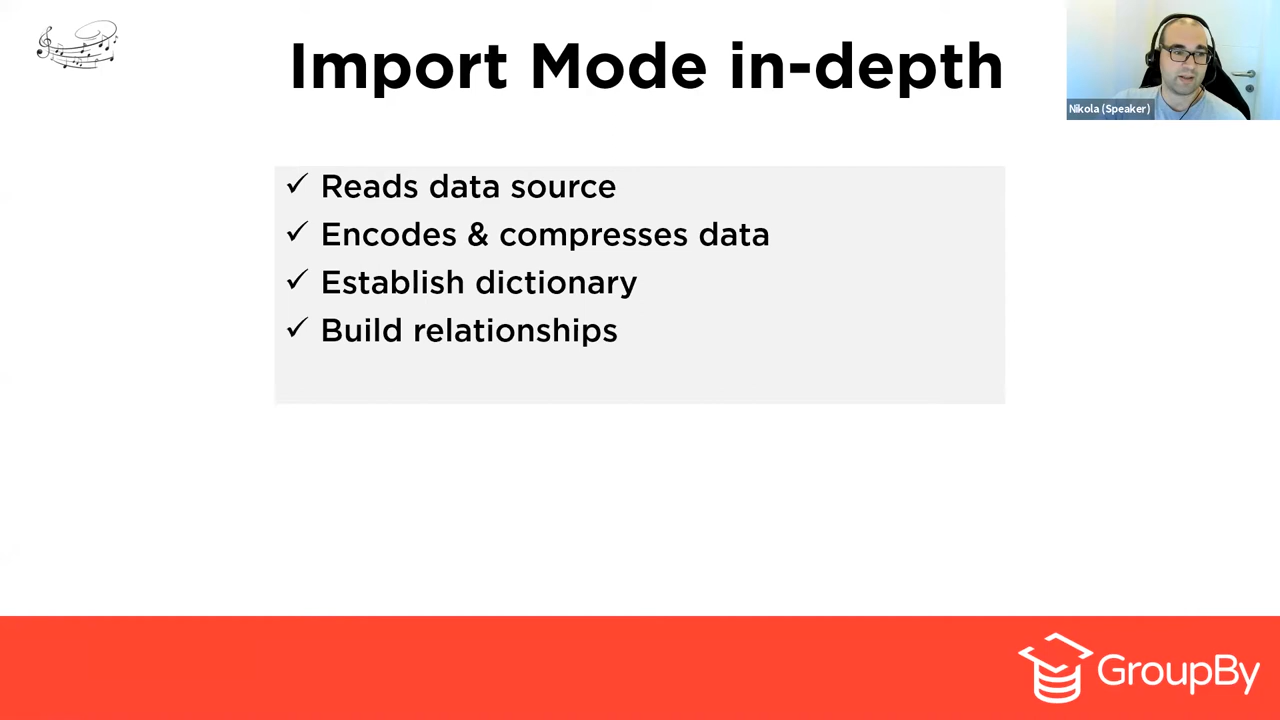 Import Mode in-depth
Nikola (Speaker)
✓ Reads data source
✓ Encodes & compresses data
✓ Establish dictionary
✓ Build relationships
GroupBy